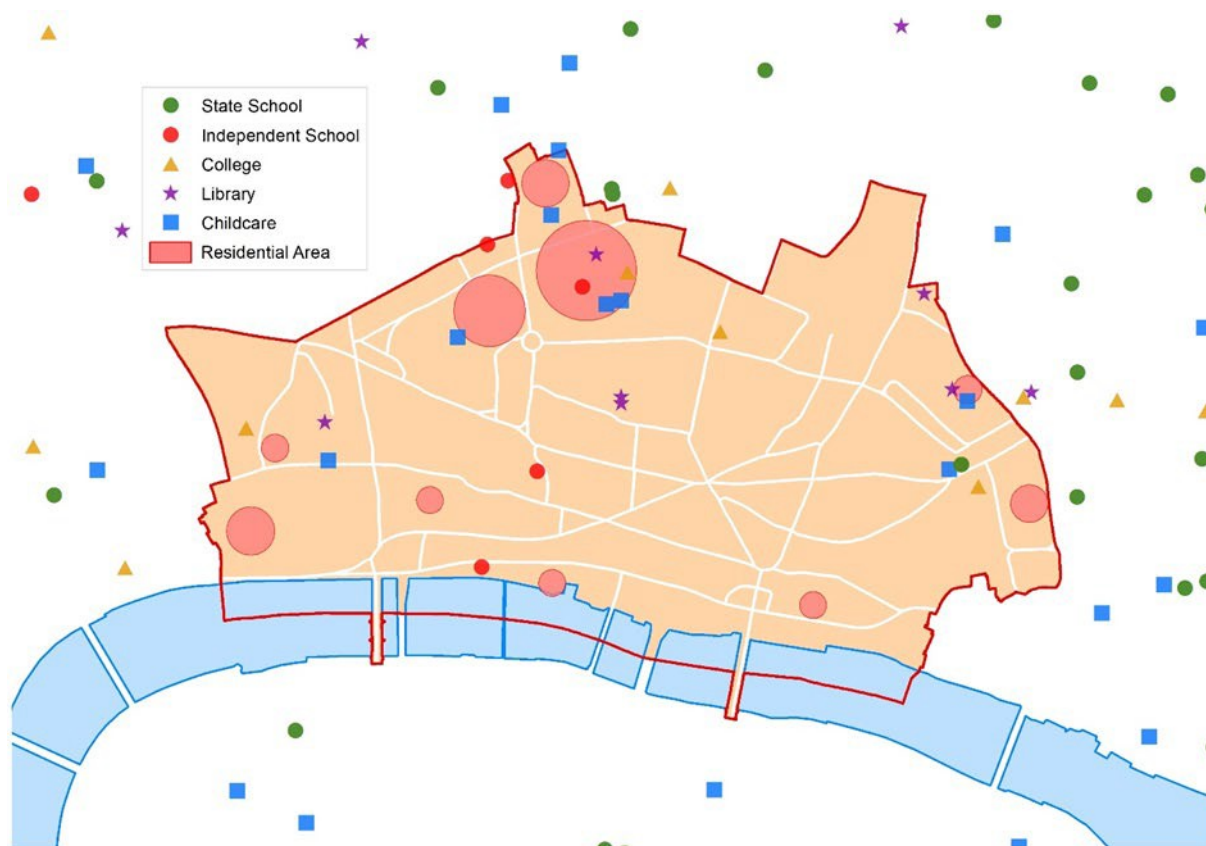 State School
Independent School
College
Library
Childcare
Residential Area